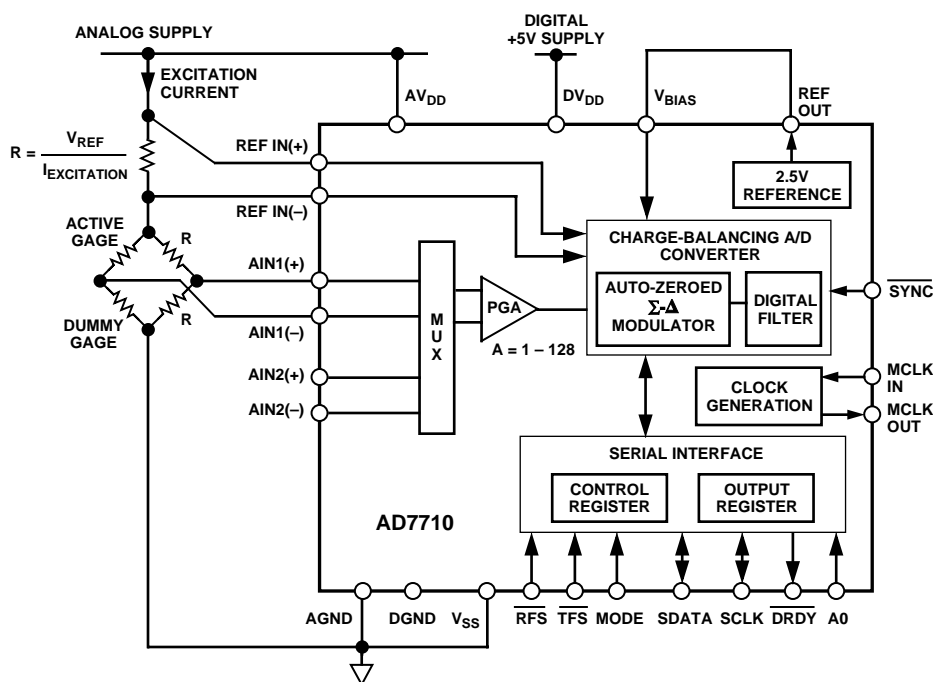 ANALOG SUPPLY
DIGITAL
+5V SUPPLY
EXCITATION
CURRENT
AVDD
DVDD
VBIAS
REF
OUT
R = VREF
IEXCITATION
REF IN(+)
REF IN(–)
2.5V
REFERENCE
ACTIVE
GAGE
R
DUMMY
GAGE
R
AIN1(+)
AIN1(–)
AIN2(+)
AIN2(–)
MUX
PGA
A = 1 – 128
CHARGE-BALANCING A/D
CONVERTER
AUTO-ZEROED
Σ-Δ
MODULATOR
DIGITAL
FILTER
SYNC
CLOCK
GENERATION
MCLK
IN
MCLK
OUT
SERIAL INTERFACE
CONTROL
REGISTER
OUTPUT
REGISTER
AD7710
AGND
DGND
VSS
RFS
TFS
MODE
SDATA
SCLK
DRDY
A0